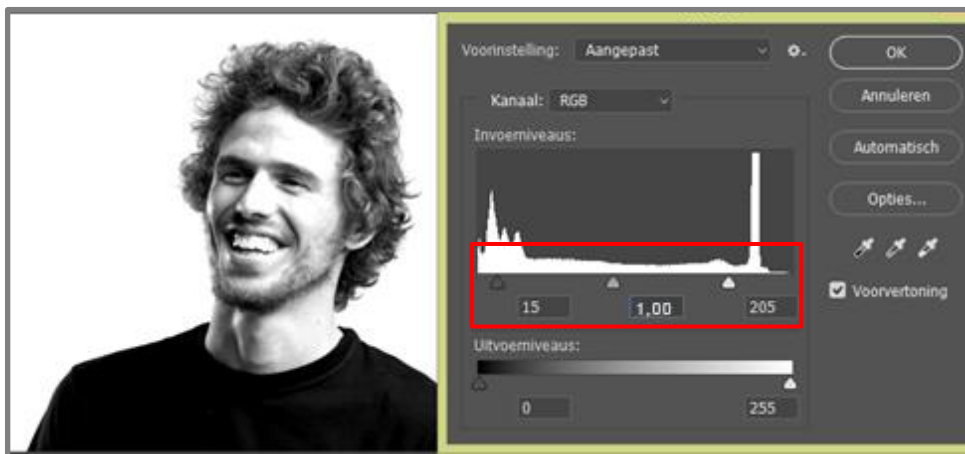 Voorinstelling: Aangepast
OK
Annuleren
Kanaal: RGB
Invoerniveaus:
Automatisch
Opties...
15 1,00 205
Voorvertoning
Uitvoerniveaus:
0 255